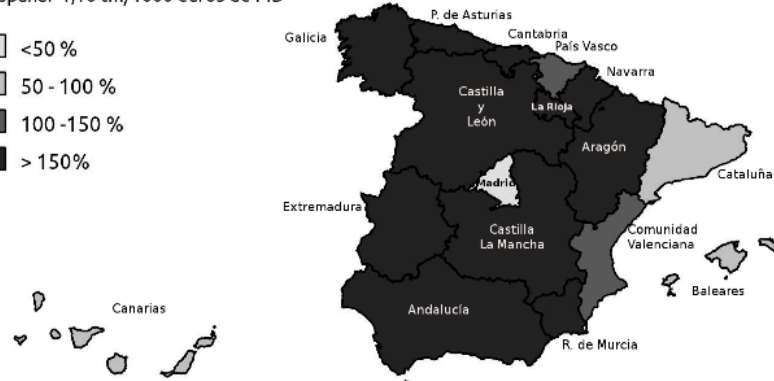 <50 %
50 - 100 %
100 -150 %
> 150%
Galicia
P. de Asturias
Cantabria
País Vasco
Navarra
La Rioja
Castilla
y
León
Aragón
Cataluña
Madrid
Extremadura
Castilla
La Mancha
Comunidad
Valenciana
Baleares
Canarias
Andalucía
R. de Murcia